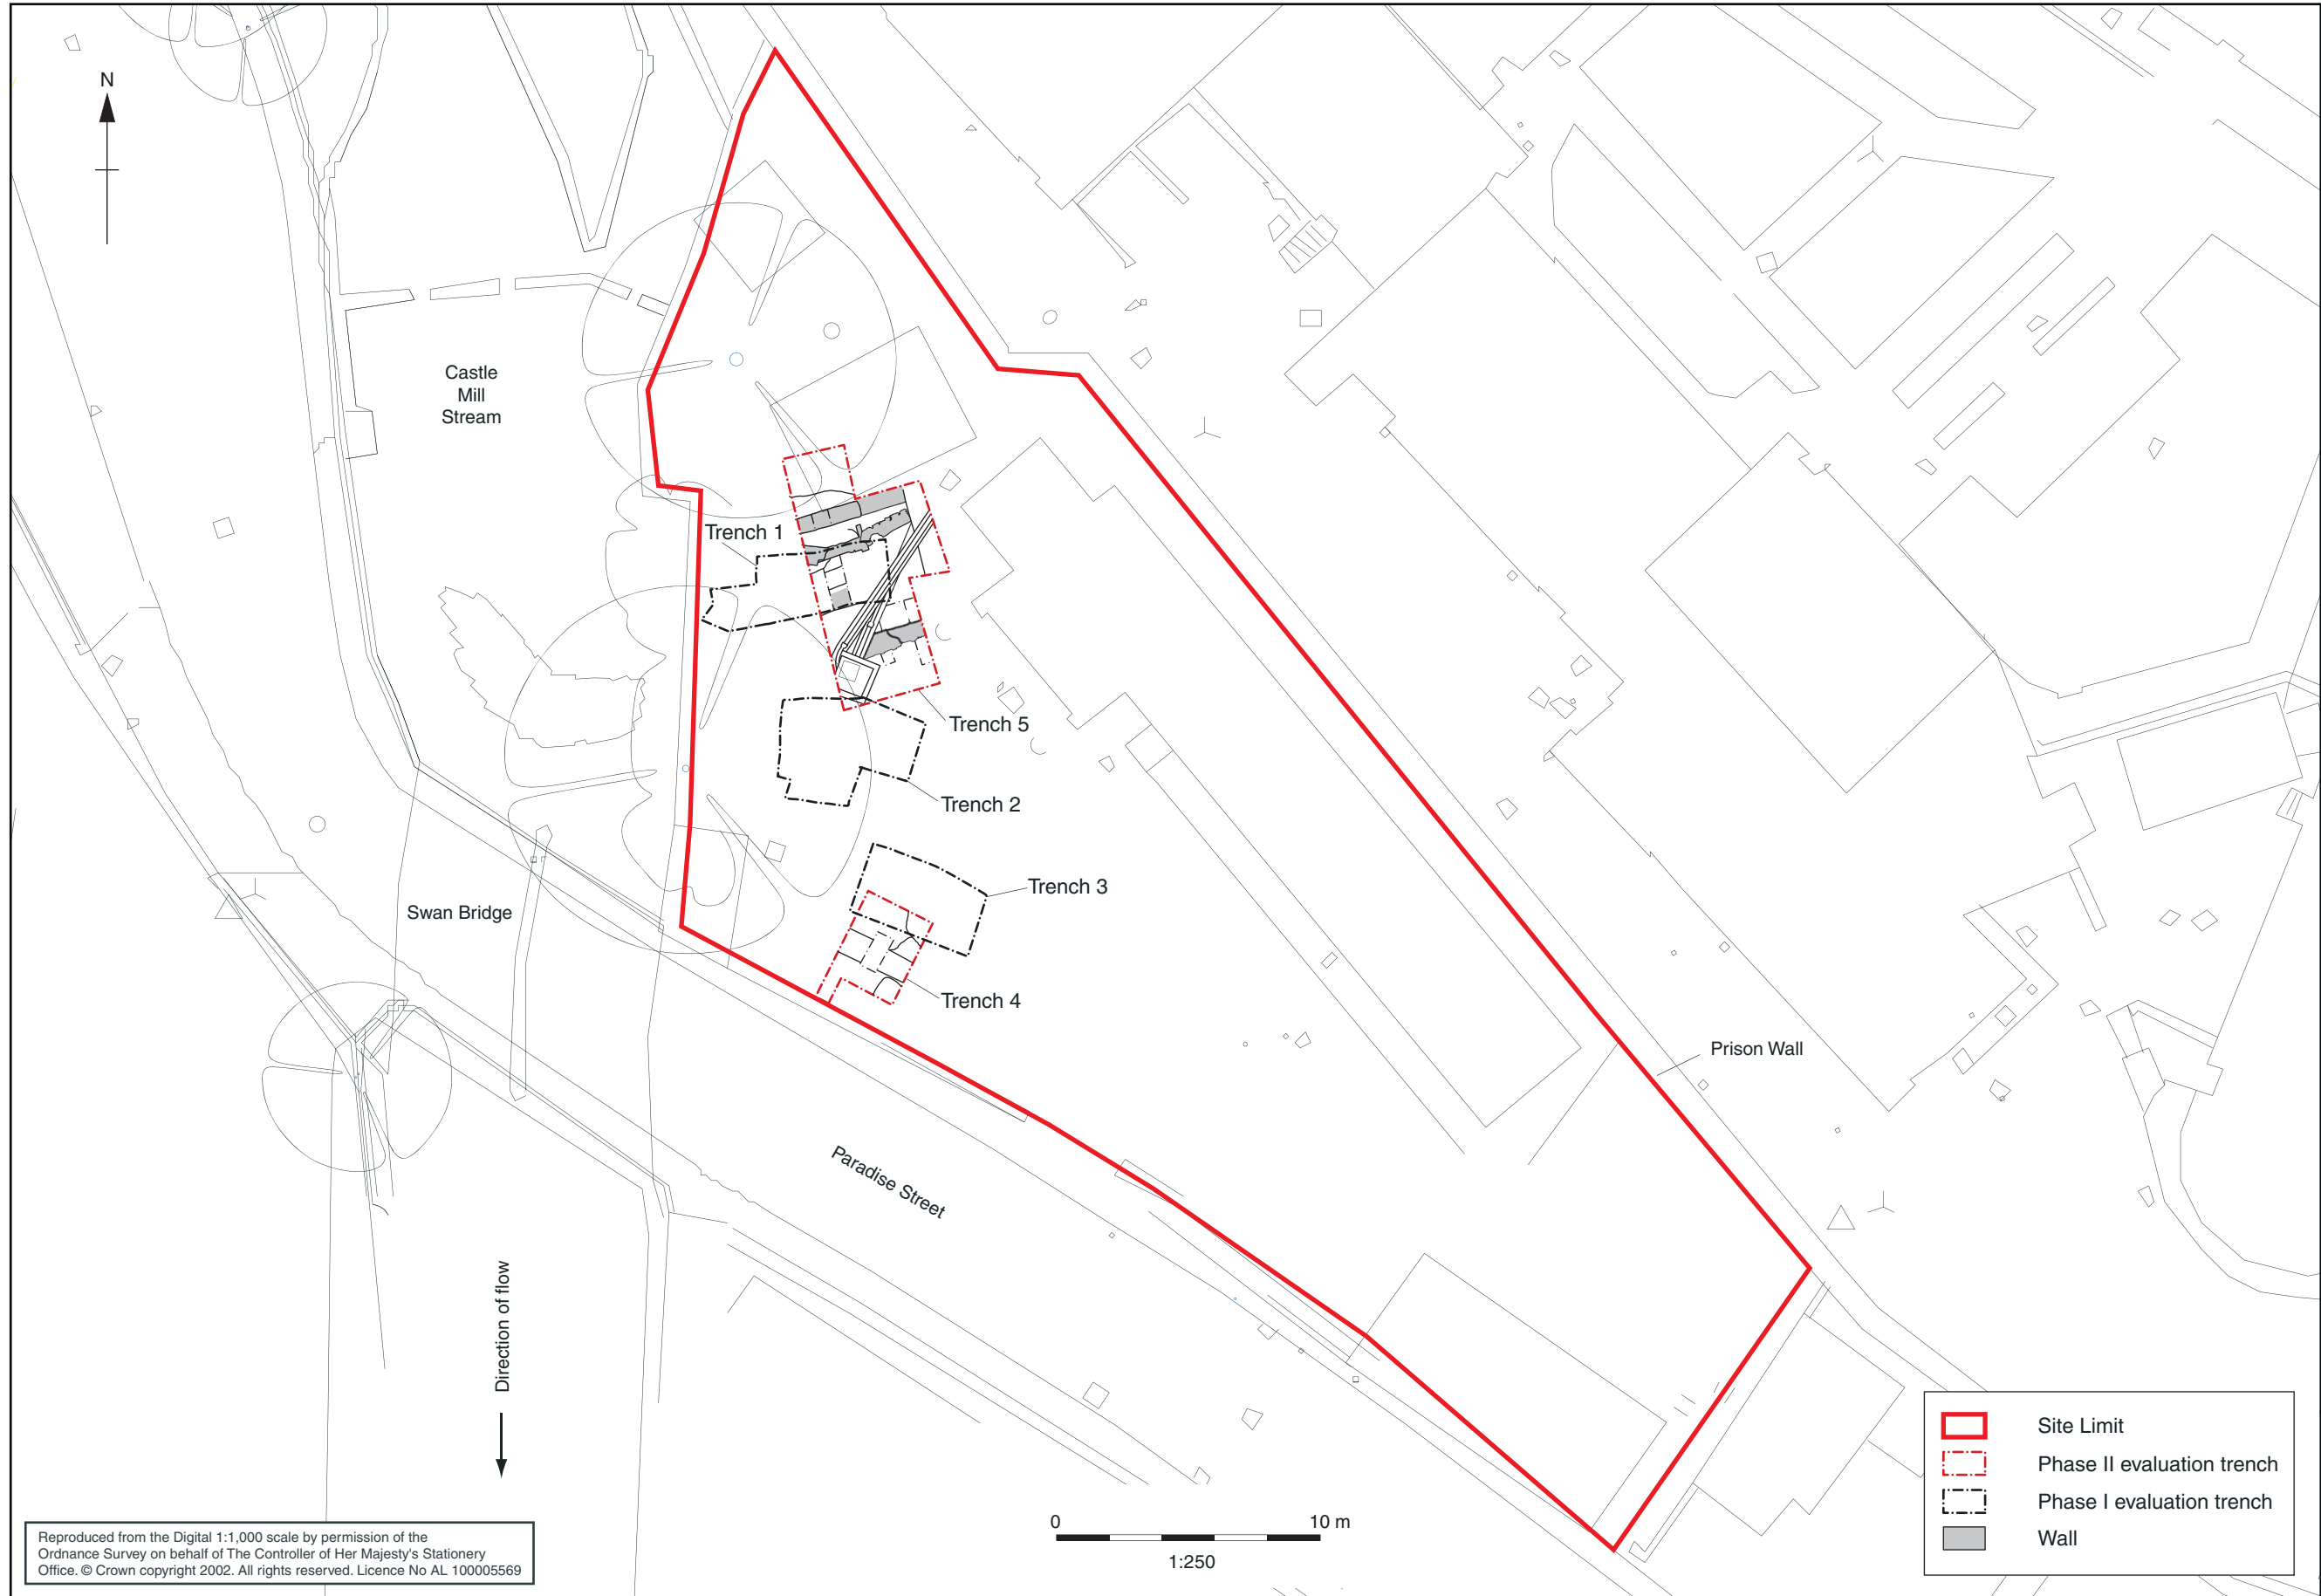 N
Castle
Mill
Stream
Trench 1
Trench 5
Trench 2
Trench 3
Swan Bridge
Trench 4
Prison Wall
Paradise Street
Direction of flow
Site Limit
Phase II evaluation trench
Phase I evaluation trench
Wall
0 10 m
1:250
Reproduced from the Digital 1:1,000 scale by permission of the
Ordnance Survey on behalf of The Controller of Her Majesty's Stationery
Office. © Crown copyright 2002. All rights reserved. Licence No AL 100005569